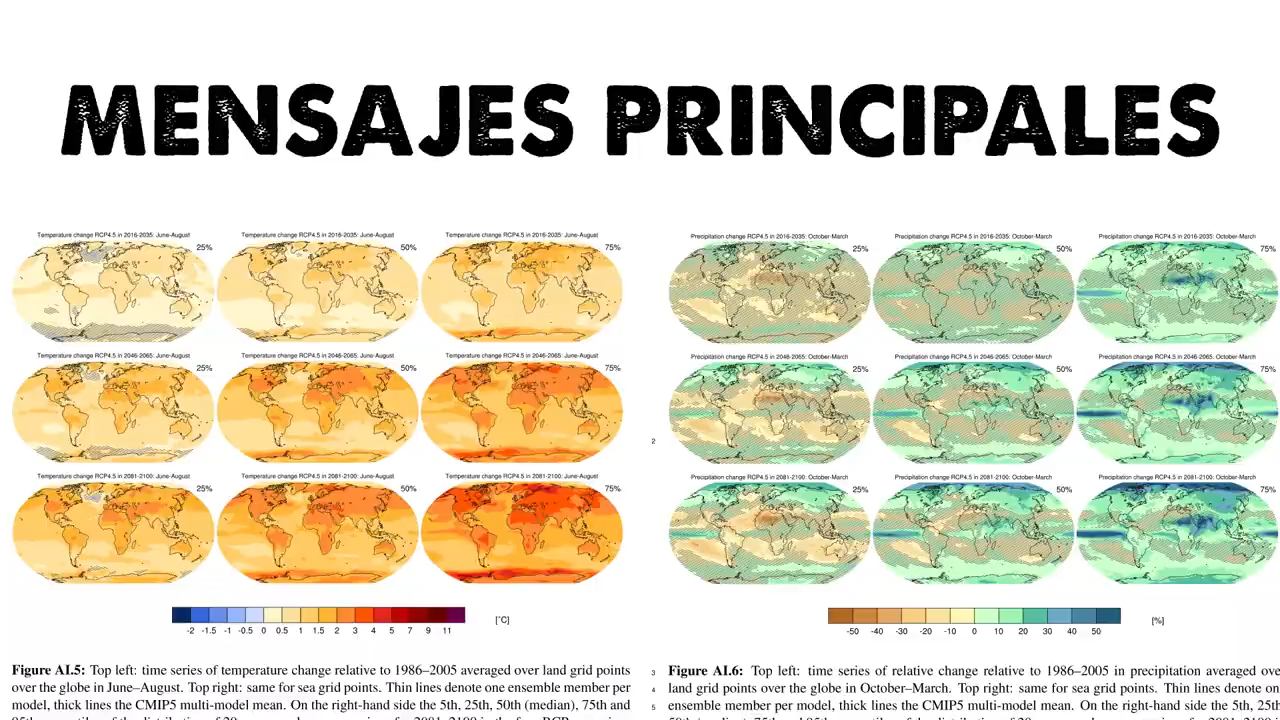 MENSAJES PRINCIPALES
Temperature change RCP4.5 in 2016-2035: June-August
25%
Temperature change RCP4.5 in 2016-2035: June-August
50%
Temperature change RCP4.5 in 2016-2035: June-August
75%
Precipitation change RCP4.5 in 2016-2035: October-March
25%
Precipitation change RCP4.5 in 2016-2035: October-March
50%
Precipitation change RCP4.5 in 2016-2035: October-March
75%
Temperature change RCP4.5 in 2046-2065: June-August
25%
Temperature change RCP4.5 in 2046-2065: June-August
50%
Temperature change RCP4.5 in 2046-2065: June-August
75%
Precipitation change RCP4.5 in 2046-2065: October-March
25%
Precipitation change RCP4.5 in 2046-2065: October-March
50%
Precipitation change RCP4.5 in 2046-2065: October-March
75%
2
Temperature change RCP4.5 in 2081-2100: June-August
25%
Temperature change RCP4.5 in 2081-2100: June-August
50%
Temperature change RCP4.5 in 2081-2100: June-August
75%
Precipitation change RCP4.5 in 2081-2100: October-March
25%
Precipitation change RCP4.5 in 2081-2100: October-March
50%
Precipitation change RCP4.5 in 2081-2100: October-March
75%
-2 -1.5 -1 -0.5 0 0.5 1 1.5 2 3 4 5 7 9 11 [°C]
-50 -40 -30 -20 -10 0 10 20 30 40 50 [%]
Figure AI.5: Top left: time series of temperature change relative to 1986–2005 averaged over land grid points
over the globe in June–August. Top right: same for sea grid points. Thin lines denote one ensemble member per
model, thick lines the CMIP5 multi-model mean. On the right-hand side the 5th, 25th, 50th (median), 75th and
3 Figure AI.6: Top left: time series of relative change relative to 1986–2005 in precipitation averaged ove
4 land grid points over the globe in October–March. Top right: same for sea grid points. Thin lines denote on
5 ensemble member per model, thick lines the CMIP5 multi-model mean. On the right-hand side the 5th, 25th